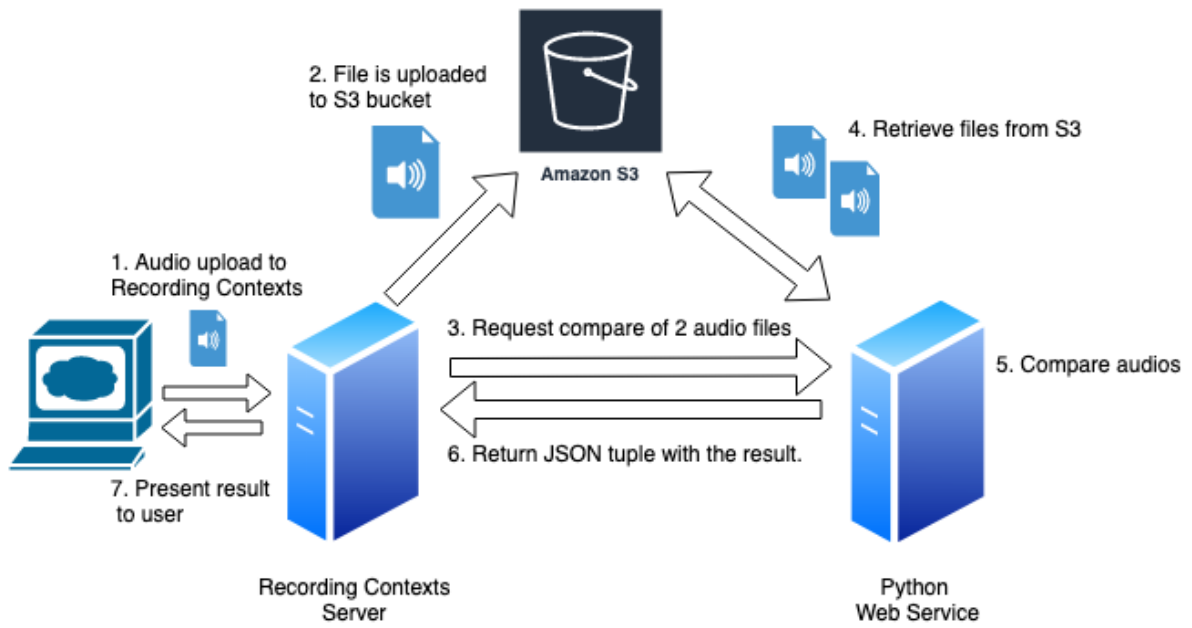 2. File is uploaded
to S3 bucket
Amazon S3
4. Retrieve files from S3
1. Audio upload to
Recording Contexts
3. Request compare of 2 audio files
5. Compare audios
6. Return JSON tuple with the result.
7. Present result
to user
Recording Contexts
Server
Python
Web Service